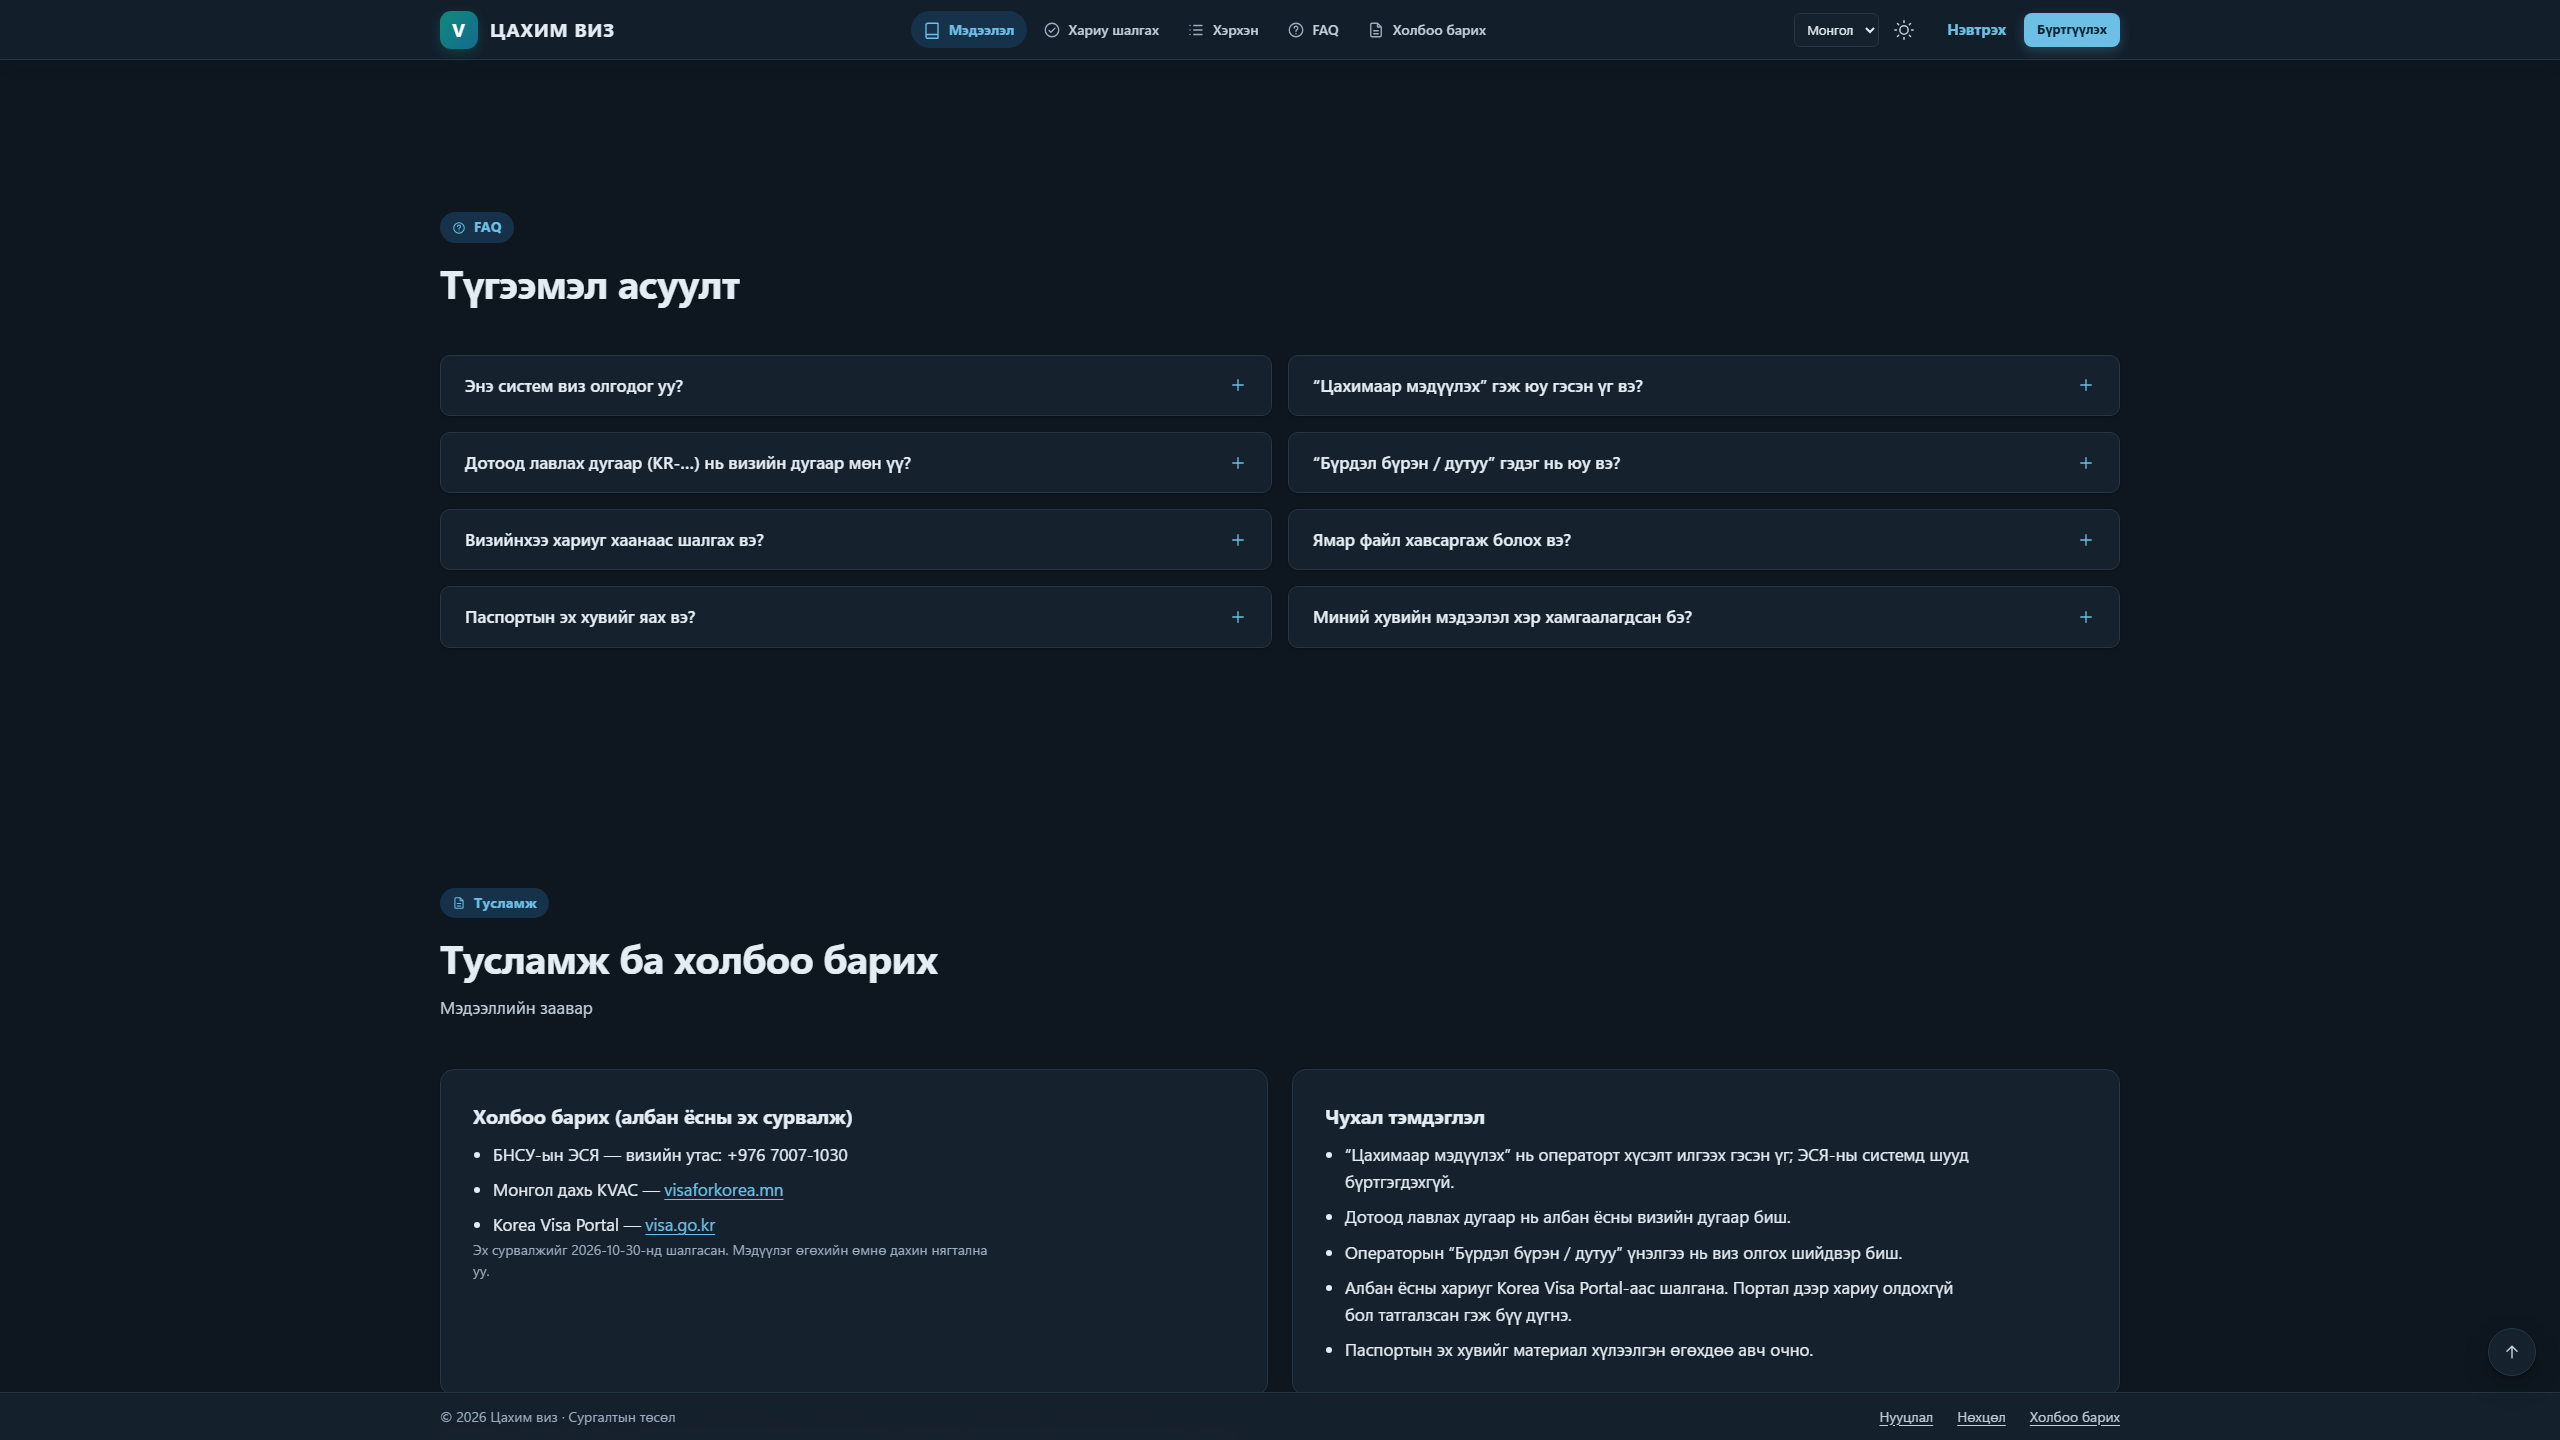 V ЦАХИМ ВИЗ
Мэдээлэл
Хариу шалгах
Хэрхэн
FAQ
Холбоо барих
Монгол
Нэвтрэх
Бүртгүүлэх
FAQ
Түгээмэл асуулт
Энэ систем виз олгодог уу?
“Цахимаар мэдүүлэх” гэж юу гэсэн үг вэ?
Дотоод лавлах дугаар (KR-…) нь визийн дугаар мөн үү?
“Бүрдэл бүрэн / дутуу” гэдэг нь юу вэ?
Визийнхээ хариуг хаанаас шалгах вэ?
Ямар файл хавсаргаж болох вэ?
Паспортын эх хувийг яах вэ?
Миний хувийн мэдээлэл хэр хамгаалагдсан бэ?
Тусламж
Тусламж ба холбоо барих
Мэдээллийн заавар
Холбоо барих (албан ёсны эх сурвалж)
БНСУ-ын ЭСЯ — визийн утас: +976 7007-1030
Монгол дахь KVAC — visaforkorea.mn
Korea Visa Portal — visa.go.kr
Эх сурвалжийг 2026-10-30-нд шалгасан. Мэдүүлэг өгөхийн өмнө дахин нягтална
уу.
Чухал тэмдэглэл
“Цахимаар мэдүүлэх” нь операторт хүсэлт илгээх гэсэн үг; ЭСЯ-ны системд шууд
бүртгэгдэхгүй.
Дотоод лавлах дугаар нь албан ёсны визийн дугаар биш.
Операторын “Бүрдэл бүрэн / дутуу” үнэлгээ нь виз олгох шийдвэр биш.
Албан ёсны хариуг Korea Visa Portal-аас шалгана. Портал дээр хариу олдохгүй
бол татгалзсан гэж бүү дүгнэ.
Паспортын эх хувийг материал хүлээлгэн өгөхдөө авч очно.
© 2026 Цахим виз · Сургалтын төсөл
Нууцлал
Нөхцөл
Холбоо барих